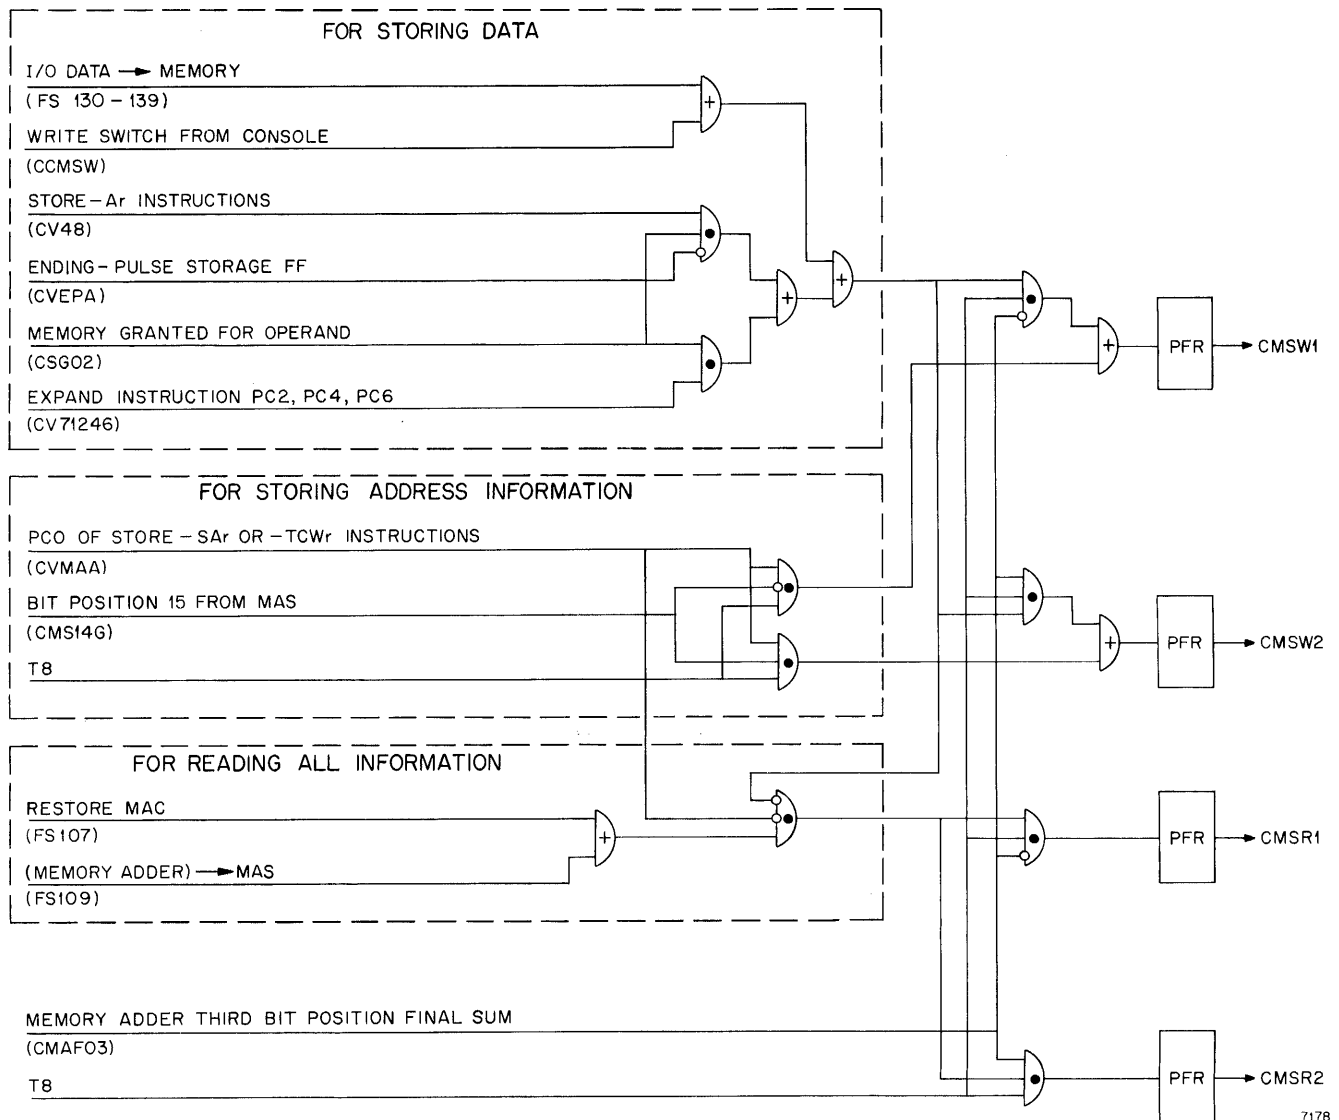 FOR STORING DATA
I/O DATA → MEMORY
(FS 130 - 139)
WRITE SWITCH FROM CONSOLE
(CCMSW)
STORE-Ar INSTRUCTIONS
(CV48)
ENDING-PULSE STORAGE FF
(CVEPA)
MEMORY GRANTED FOR OPERAND
(CSG02)
EXPAND INSTRUCTION PC2, PC4, PC6
(CV71246)
PFR
CMSW1
FOR STORING ADDRESS INFORMATION
PCO OF STORE-SAr OR -TCWr INSTRUCTIONS
(CVMAA)
BIT POSITION 15 FROM MAS
(CMS14G)
T8
PFR
CMSW2
FOR READING ALL INFORMATION
RESTORE MAC
(FS107)
(MEMORY ADDER) → MAS
(FS109)
PFR
CMSR1
MEMORY ADDER THIRD BIT POSITION FINAL SUM
(CMAF03)
T8
PFR
CMSR2
7178